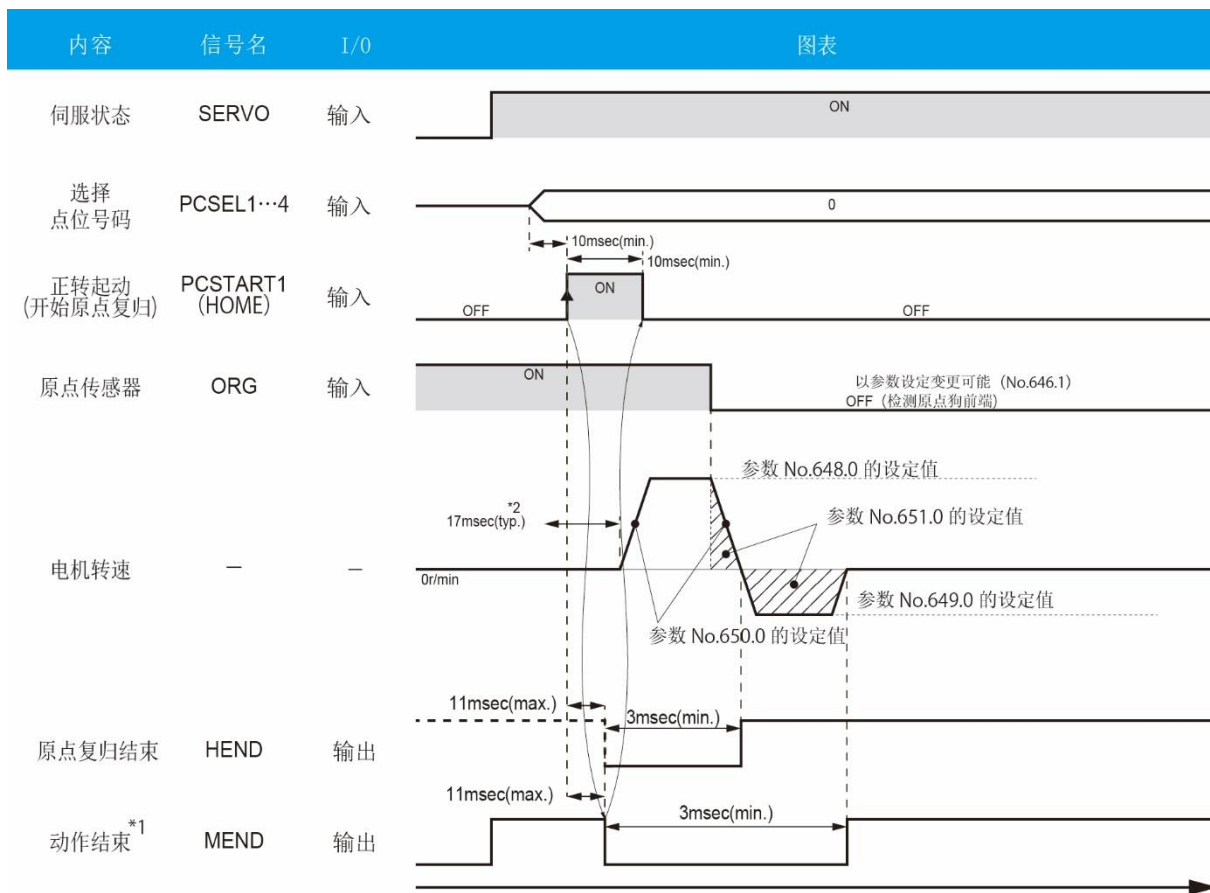 内容 信号名 I/O 图表
伺服状态 SERVO 输入
ON
选择
点位号码 PCSEL1…4 输入
0
10msec(min.)
10msec(min.)
正转起动
(开始原点复归)
PCSTART1
(HOME)
输入
OFF ON OFF
原点传感器 ORG 输入
ON
以参数设定变更可能（No.646.1）
OFF (检测原点狗前端)
参数 No.648.0 的设定值
*2
17msec(typ.)
参数 No.651.0 的设定值
电机转速 － －
0r/min
参数 No.649.0 的设定值
参数 No.650.0 的设定值
11msec(max.)
3msec(min.)
原点复归结束 HEND 输出
11msec(max.)
3msec(min.)
动作结束*1 MEND 输出